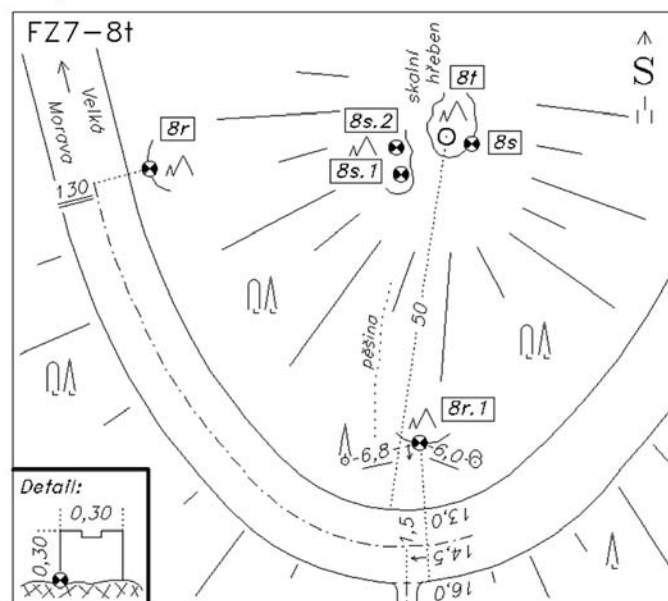 FZ7-8t
skalní
hřeben
8t
S
Velká
Morava
8r
8s.2
8s
8s.1
130
50
pěšina
8r.1
6,8
1
6,0
Detail:
0,30
0,30
1,5
13,0
14,5
16,0